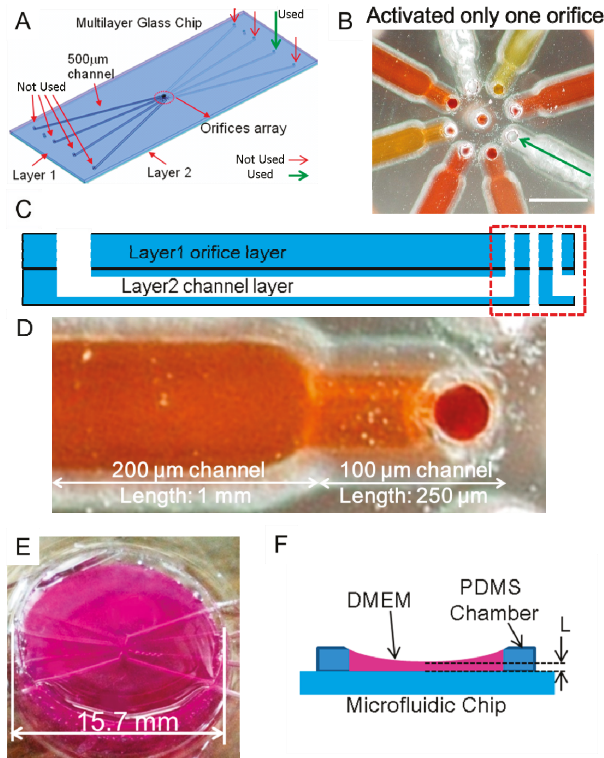 A
Multilayer Glass Chip
Used
500µm
channel
Not Used
Orifices array
Layer 1
Layer 2
Not Used
Used
B
Activated only one orifice
C
Layer1 orifice layer
Layer2 channel layer
D
200 µm channel
Length: 1 mm
100 µm channel
Length: 250 µm
E
15.7 mm
F
DMEM
PDMS
Chamber
L
Microfluidic Chip